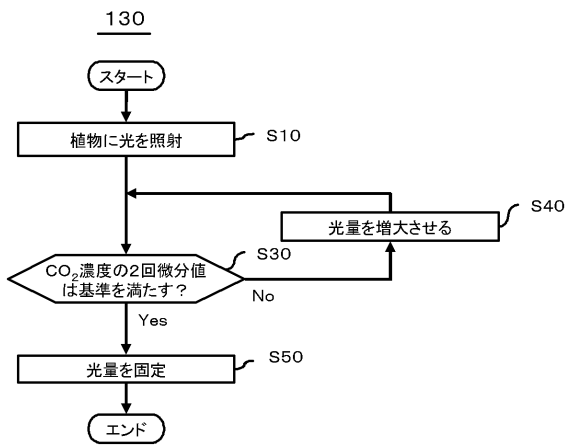 130
スタート
植物に光を照射
S10
光量を増大させる
S40
CO₂濃度の2回微分値
は基準を満たす？
S30
No
Yes
光量を固定
S50
エンド